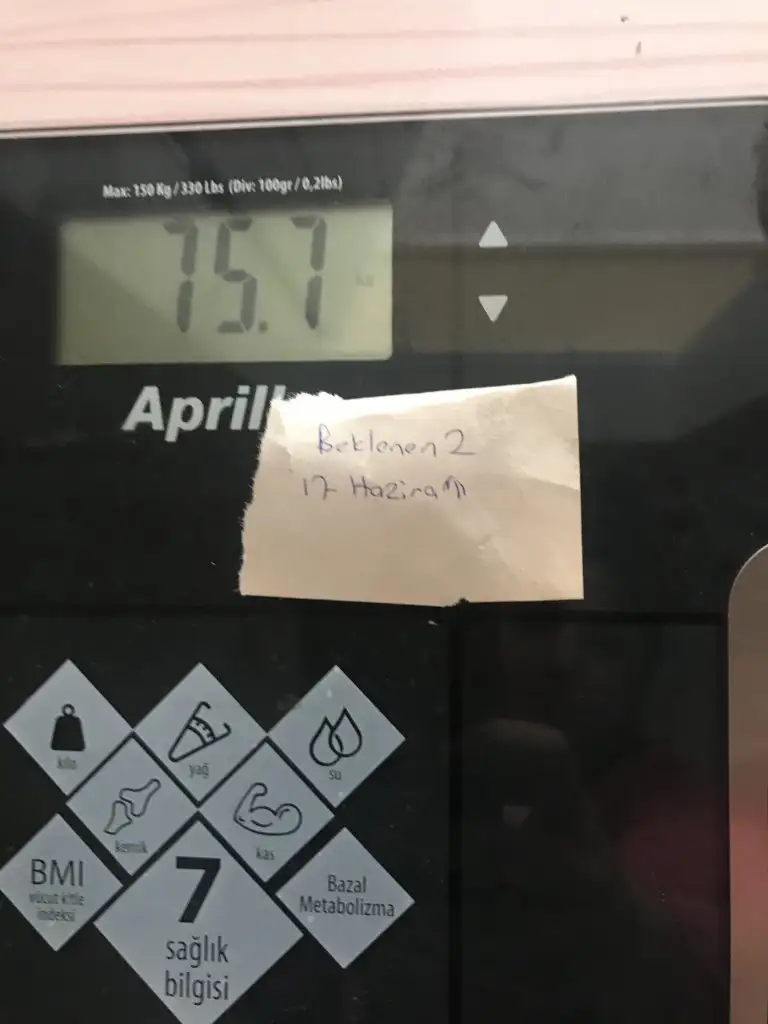 Max: 150 Kg / 330 Lbs (Div: 100gr / 0,2lbs)
75.7
Aprill
Beklenen 2
17 Haziran
kilo
yağ
su
kemik
kas
BMI
vücut kitle
indeksi
7
sağlık
bilgisi
Bazal
Metabolizma